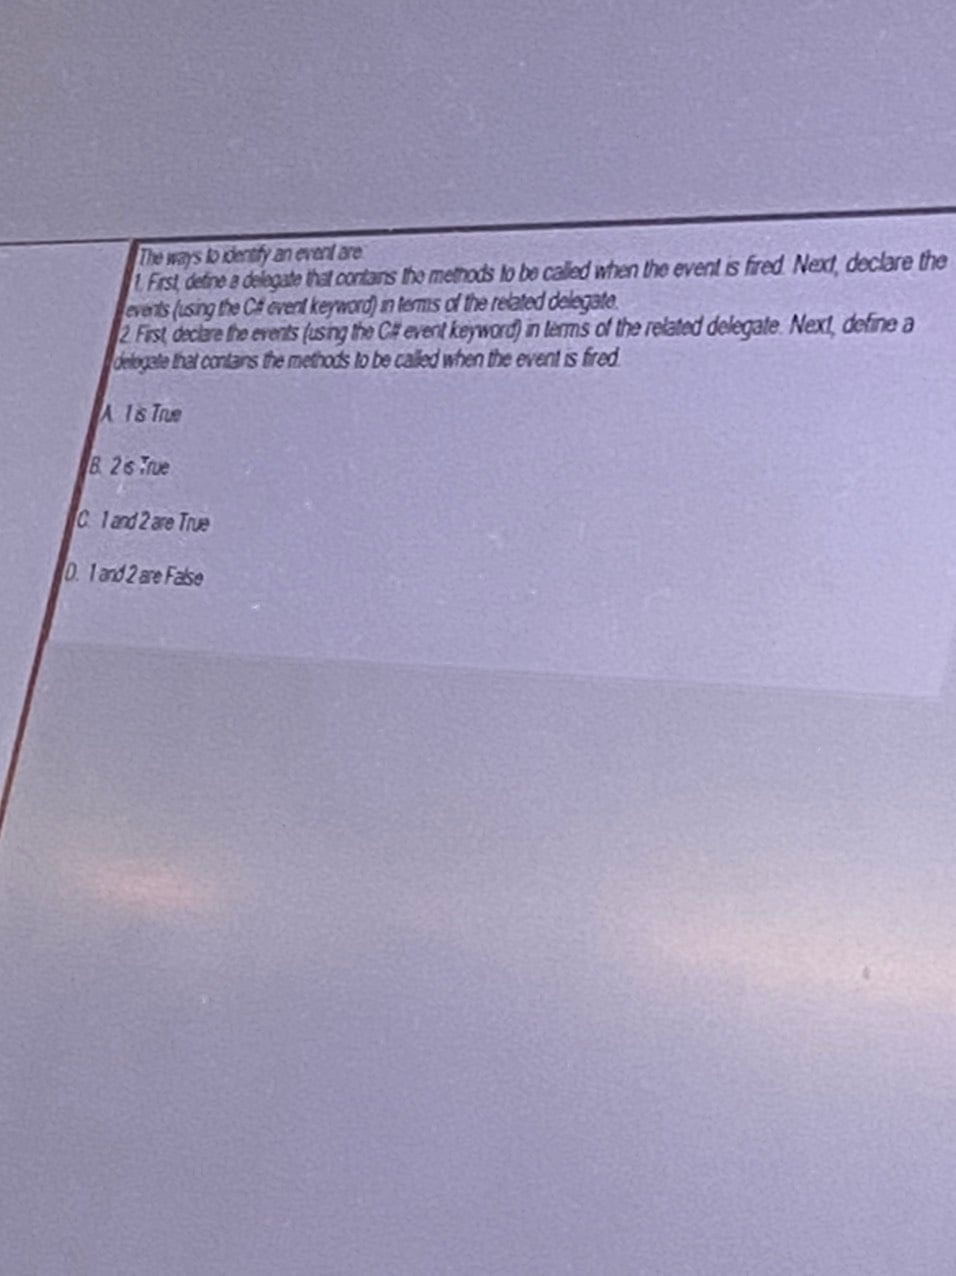 The ways to identify an event are:
1. First, define a delegate that contains the methods to be called when the event is fired. Next, declare the
events (using the C# event keyword) in terms of the related delegate.
2. First, declare the events (using the C# event keyword) in terms of the related delegate. Next, define a
delegate that contains the methods to be called when the event is fired.
A. 1 is True
B. 2 is True
C. 1 and 2 are True
D. 1 and 2 are False